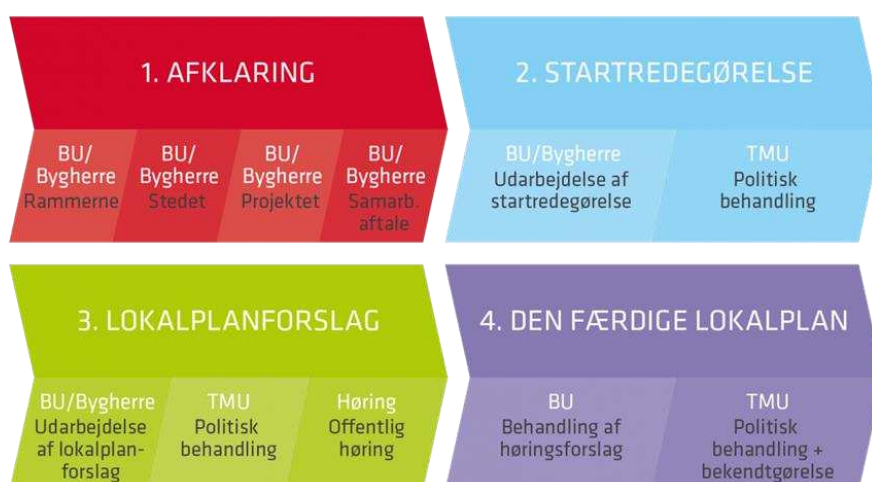 1. AFKLARING
BU/
Bygherre
Rammerne
BU/
Bygherre
Stedet
BU/
Bygherre
Projektet
BU/
Bygherre
Samarb.
aftale
2. STARTREDEGØRELSE
BU/Bygherre
Udarbejdelse af
startredegørelse
TMU
Politisk
behandling
3. LOKALPLANFORSLAG
BU/Bygherre
Udarbejdelse
af lokalplan-
forslag
TMU
Politisk
behandling
Høring
Offentlig
høring
4. DEN FÆRDIGE LOKALPLAN
BU
Behandling af
høringsforslag
TMU
Politisk
behandling +
bekendtgørelse